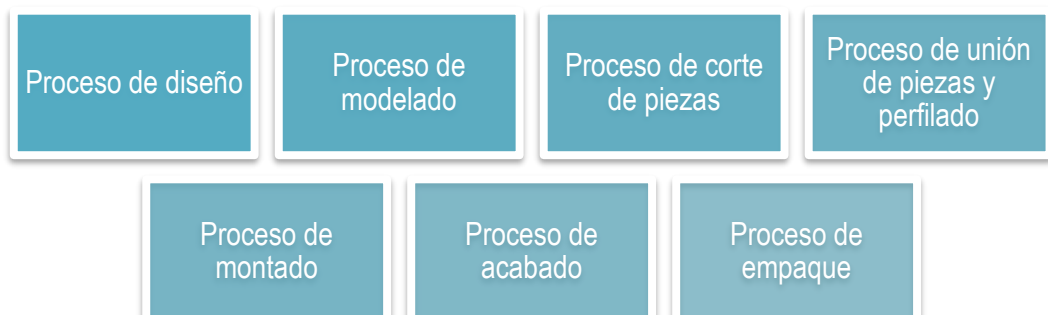 Proceso de diseño
Proceso de
modelado
Proceso de corte
de piezas
Proceso de unión
de piezas y
perfilado
Proceso de
montado
Proceso de
acabado
Proceso de
empaque